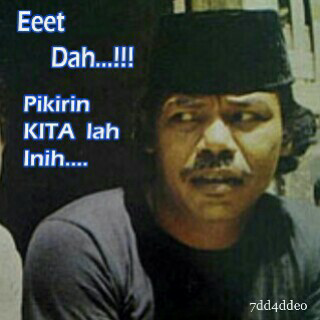 Eeet
Dah...!!!
Pikirin
KITA lah
Inih....
7dd4ddeo